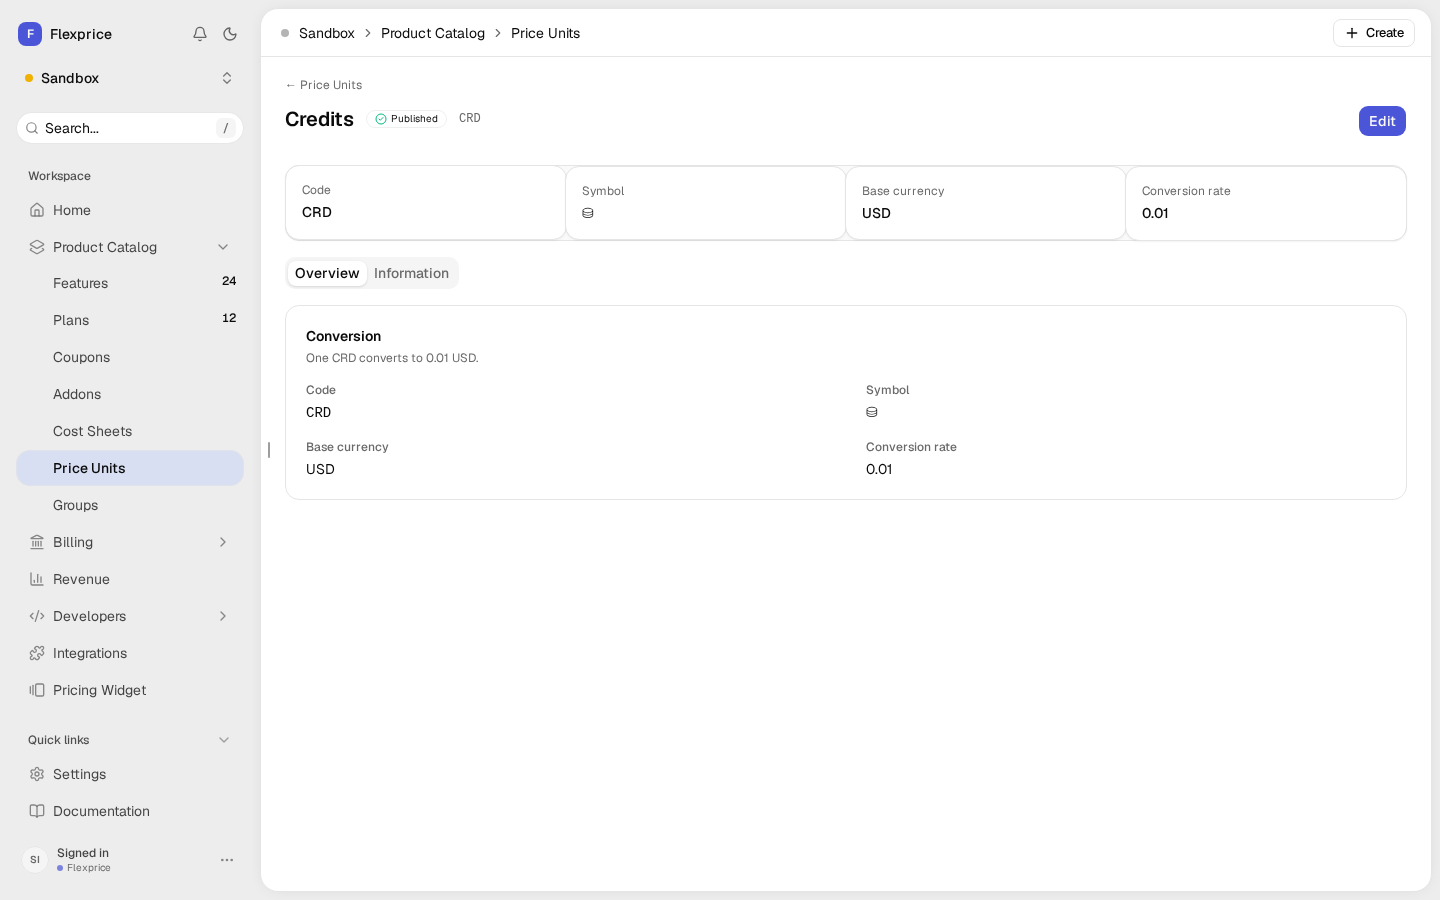 F Flexprice
Sandbox
Search...
/
Workspace
Home
Product Catalog
Features 24
Plans 12
Coupons
Addons
Cost Sheets
Price Units
Groups
Billing
Revenue
Developers
Integrations
Pricing Widget
Quick links
Settings
Documentation
SI
Signed in
Flexprice
Sandbox > Product Catalog > Price Units
Create
← Price Units
Credits Published CRD
Edit
Code
CRD
Symbol
Base currency
USD
Conversion rate
0.01
Overview Information
Conversion
One CRD converts to 0.01 USD.
Code
CRD
Symbol
Base currency
USD
Conversion rate
0.01